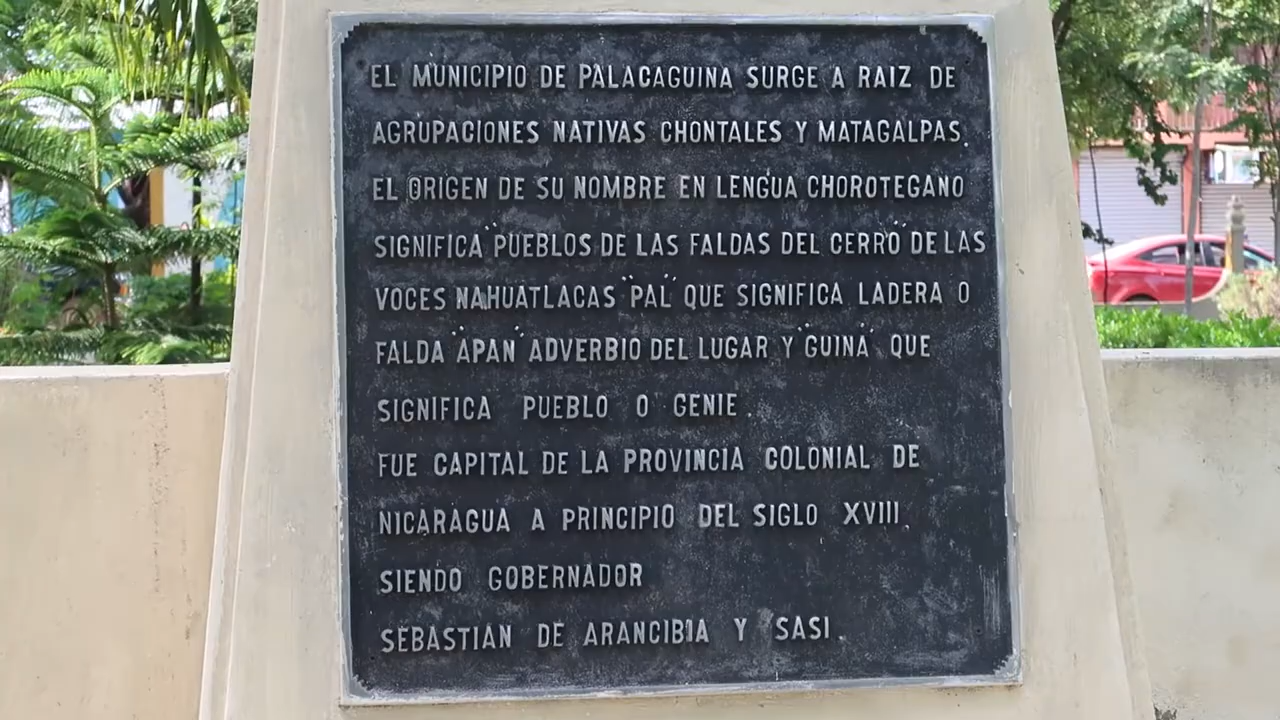 EL MUNICIPIO DE PALACAGUINA SURGE A RAIZ DE
AGRUPACIONES NATIVAS CHONTALES Y MATAGALPAS.
EL ORIGEN DE SU NOMBRE EN LENGUA CHOROTEGANO
SIGNIFICA "PUEBLOS DE LAS FALDAS DEL CERRO" DE LAS
VOCES NAHUATLACAS "PAL" QUE SIGNIFICA LADERA O
FALDA "APAN" ADVERBIO DEL LUGAR Y "GUINA" QUE
SIGNIFICA PUEBLO O GENIE.
FUE CAPITAL DE LA PROVINCIA COLONIAL DE
NICARAGUA A PRINCIPIO DEL SIGLO XVIII.
SIENDO GOBERNADOR
SEBASTIAN DE ARANCIBIA Y SASI.